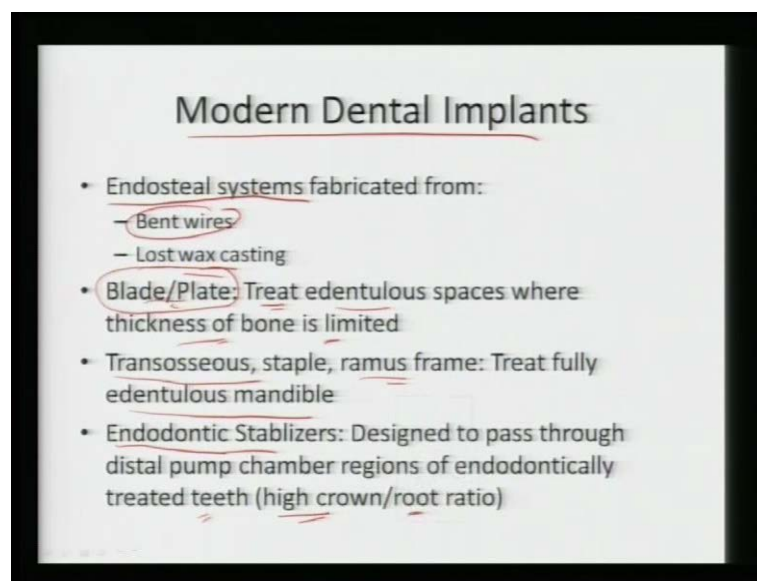 Modern Dental Implants
• Endosteal systems fabricated from:
– Bent wires
– Lost wax casting
• Blade/Plate: Treat edentulous spaces where
thickness of bone is limited
• Transosseous, staple, ramus frame: Treat fully
edentulous mandible
• Endodontic Stablizers: Designed to pass through
distal pump chamber regions of endodontically
treated teeth (high crown/root ratio)